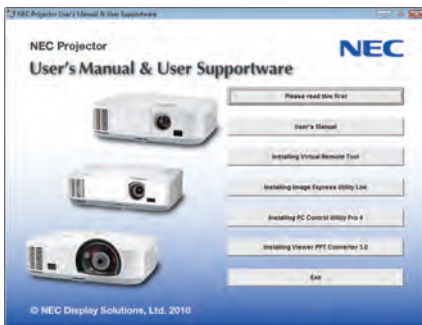 NEC Projector User's Manual & User Supportware
NEC Projector
NEC
User's Manual & User Supportware
Please read this first
User's Manual
Installing Virtual Remote Tool
Installing Image Express Utility Lite
Installing PC Control Utility Pro 4
Installing Viewer PPT Converter 3.0
Exit
© NEC Display Solutions, Ltd. 2010